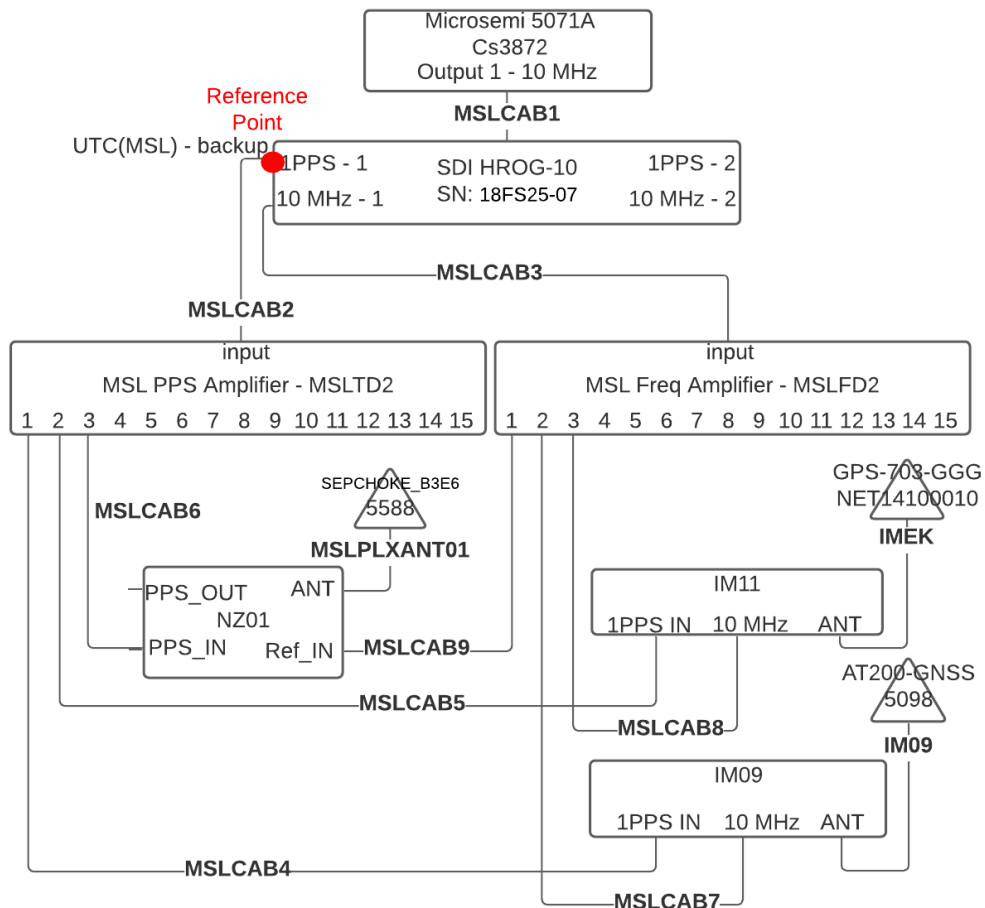 Microsemi 5071A
Cs3872
Output 1 - 10 MHz
MSLCAB1
Reference
Point
UTC(MSL) - backup
1PPS - 1
SDI HROG-10
1PPS - 2
10 MHz - 1
SN: 18FS25-07
10 MHz - 2
MSLCAB3
MSLCAB2
input
MSL PPS Amplifier - MSLTD2
1 2 3 4 5 6 7 8 9 10 11 12 13 14 15
input
MSL Freq Amplifier - MSLFD2
1 2 3 4 5 6 7 8 9 10 11 12 13 14 15
SEPCHOKE_B3E6
5588
MSLCAB6
MSLPLXANT01
PPS_OUT
ANT
NZ01
PPS_IN
Ref_IN
MSLCAB9
GPS-703-GGG
NET14100010
IMEK
IM11
1PPS IN
10 MHz
ANT
MSLCAB5
MSLCAB8
AT200-GNSS
5098
IM09
IM09
1PPS IN
10 MHz
ANT
MSLCAB4
MSLCAB7